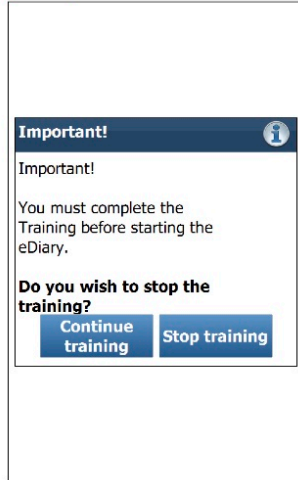 Important!
Important!
You must complete the
Training before starting the
eDiary.
Do you wish to stop the
training?
Continue
training
Stop training